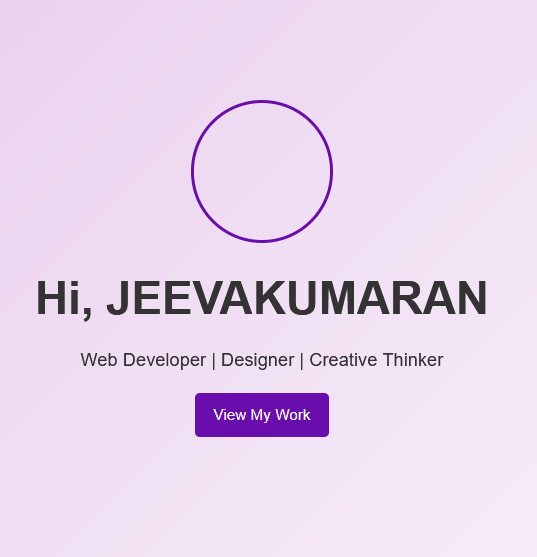 Hi, JEEVAKUMARAN
Web Developer | Designer | Creative Thinker
View My Work